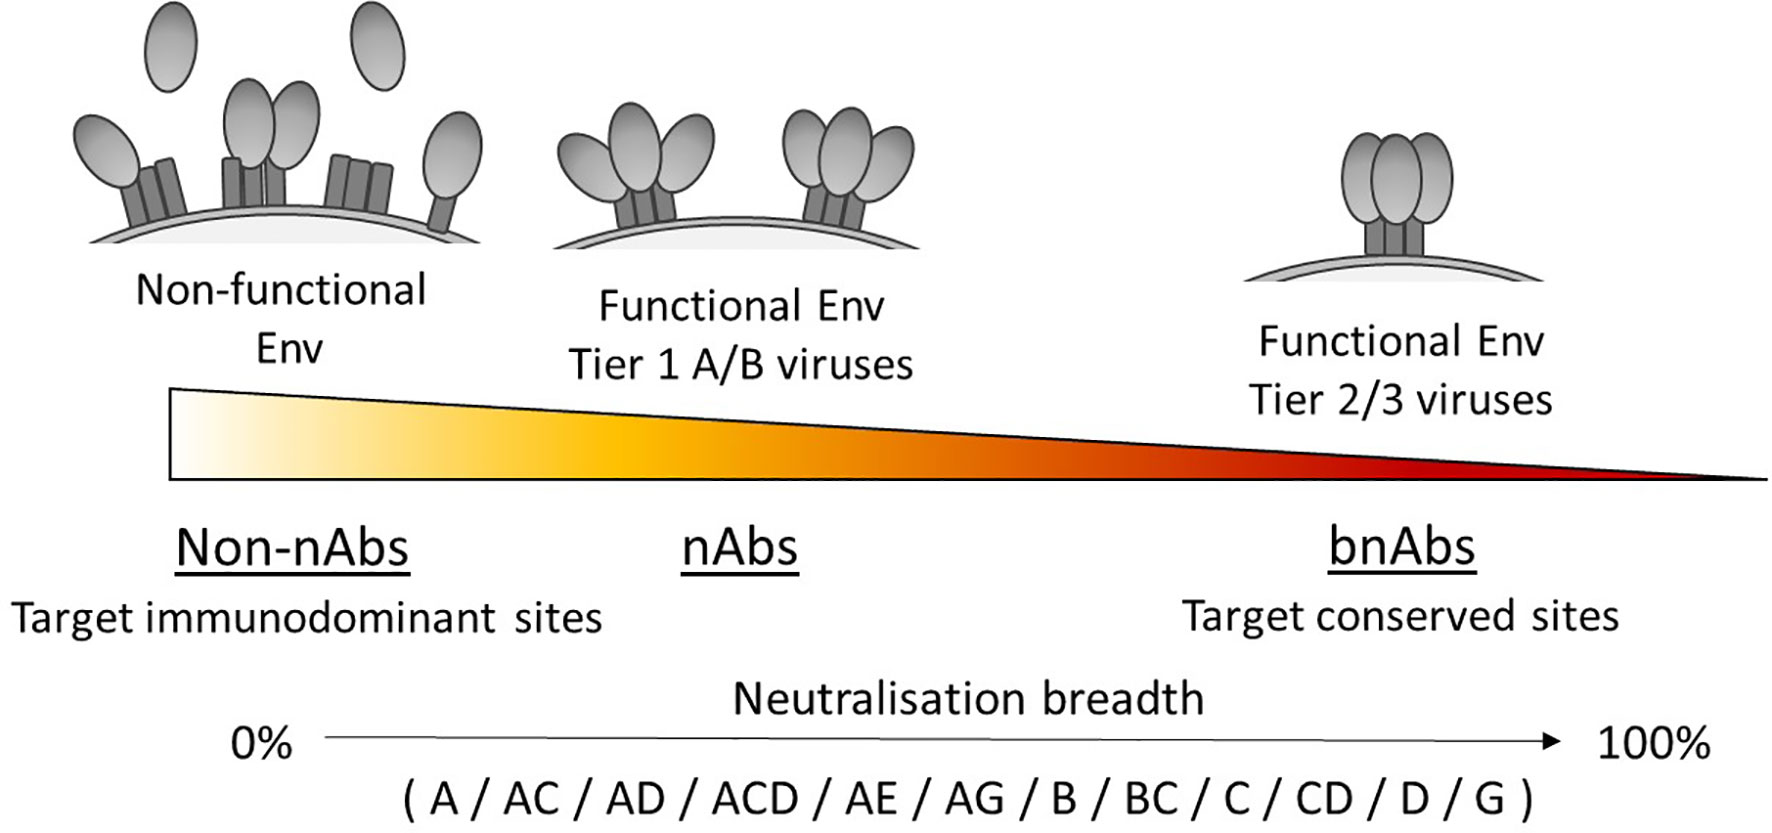 Non-functional
Env
Functional Env
Tier 1 A/B viruses
Functional Env
Tier 2/3 viruses
Non-nAbs
nAbs
bnAbs
Target immunodominant sites
Target conserved sites
Neutralisation breadth
0%
100%
( A / AC / AD / ACD / AE / AG / B / BC / C / CD / D / G )